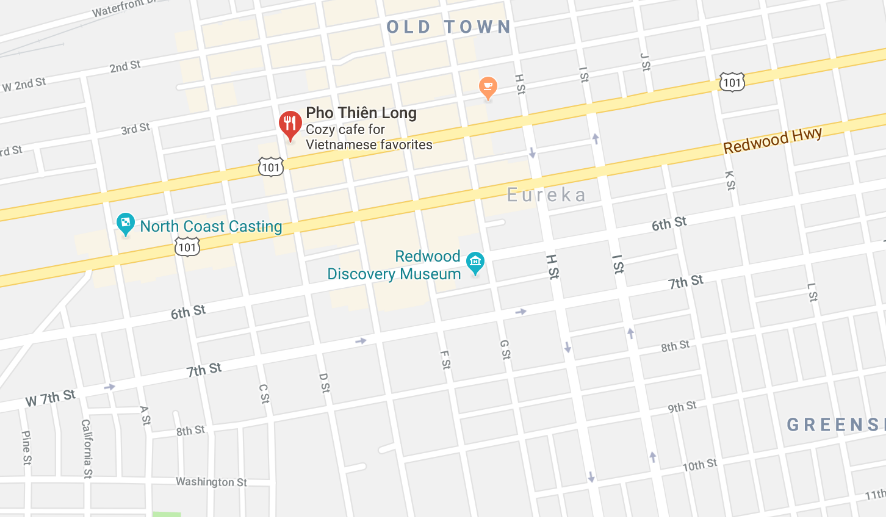 Waterfront Dr
OLD TOWN
W 2nd St
2nd St
H St
I St
J St
101
3rd St
rd St
Pho Thiên Long
Cozy cafe for
Vietnamese favorites
101
Redwood Hwy
K St
Eureka
North Coast Casting
101
6th St
Redwood
Discovery Museum
H St
I St
7th St
L St
6th St
8th St
F St
G St
7th St
D St
C St
W 7th St
A St
9th St
8th St
GREENS
Pine St
California St
10th St
Washington St
11th